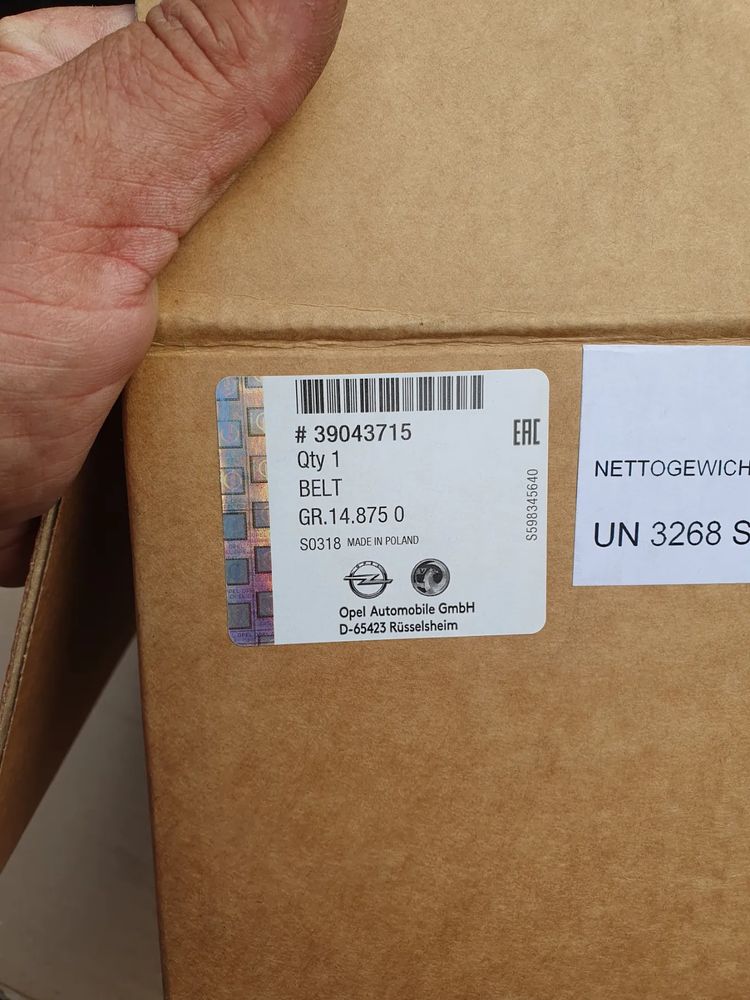 # 39043715
EAC
Qty 1
BELT
GR.14.875 0
S0318 MADE IN POLAND
S598345640
Opel Automobile GmbH
D-65423 Rüsselsheim
NETTOGEWICH
UN 3268 S